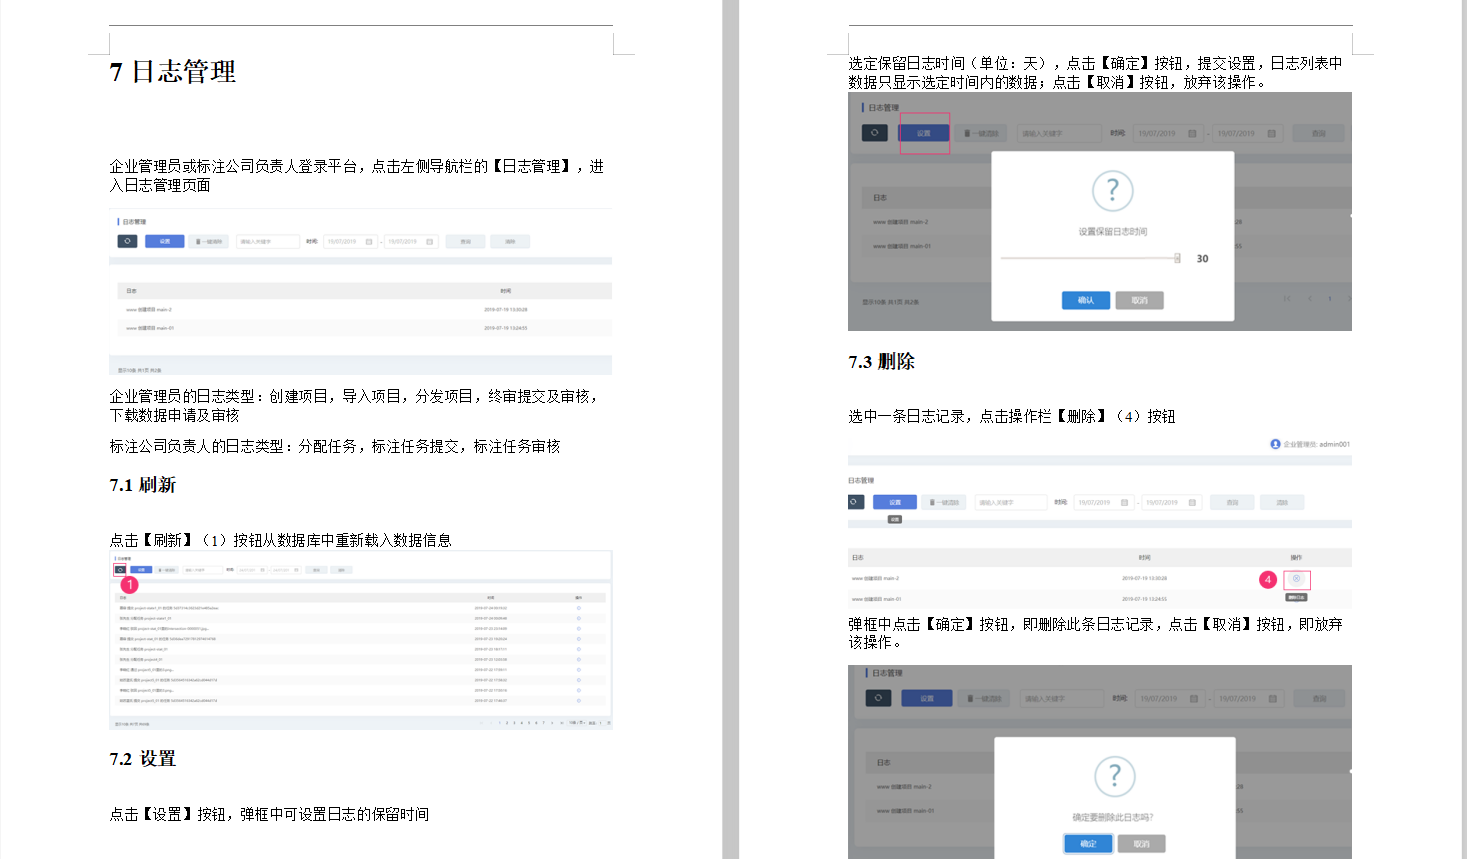 7 日志管理
企业管理员或标注公司负责人登录平台，点击左侧导航栏的【日志管理】，进
入日志管理页面
日志管理
设置 一键清除 请输入关键字 时间: 19/07/2019 - 19/07/2019 查询 清除
日志 时间
www 创建项目 main-2 2019-07-19 13:30:28
www 创建项目 main-01 2019-07-19 13:24:55
显示10条 共1页 共2条
企业管理员的日志类型：创建项目，导入项目，分发项目，终审提交及审核，
下载数据申请及审核
标注公司负责人的日志类型：分配任务，标注任务提交，标注任务审核
7.1 刷新
点击【刷新】（1）按钮从数据库中重新载入数据信息
日志管理
设置 一键清除
1
日志 时间 操作
7.2 设置
点击【设置】按钮，弹框中可设置日志的保留时间
选定保留日志时间（单位：天），点击【确定】按钮，提交设置，日志列表中
数据只显示选定时间内的数据；点击【取消】按钮，放弃该操作。
日志管理
设置 一键清除 请输入关键字 时间: 19/07/2019 - 19/07/2019 查询
?
日志
www 创建项目 main-2 :28
设置保留日志时间
www 创建项目 main-01 :55
30
确认 取消
显示10条 共1页 共2条 1
7.3 删除
选中一条日志记录，点击操作栏【删除】（4）按钮
企业管理员: admin001
日志管理
设置 一键清除 请输入关键字 时间: 19/07/2019 - 19/07/2019 查询 清除
设置
日志 时间 操作
www 创建项目 main-2 2019-07-19 13:30:28 4
www 创建项目 main-01 2019-07-19 13:24:55 删除日志
弹框中点击【确定】按钮，即删除此条日志记录，点击【取消】按钮，即放弃
该操作。
日志管理
设置 一键清除 请输入关键字 时间: 19/07/2019 - 19/07/2019 查询
日志
?
www 创建项目 main-2 :28
www 创建项目 main-01 :55
确定要删除此日志吗?
确定 取消